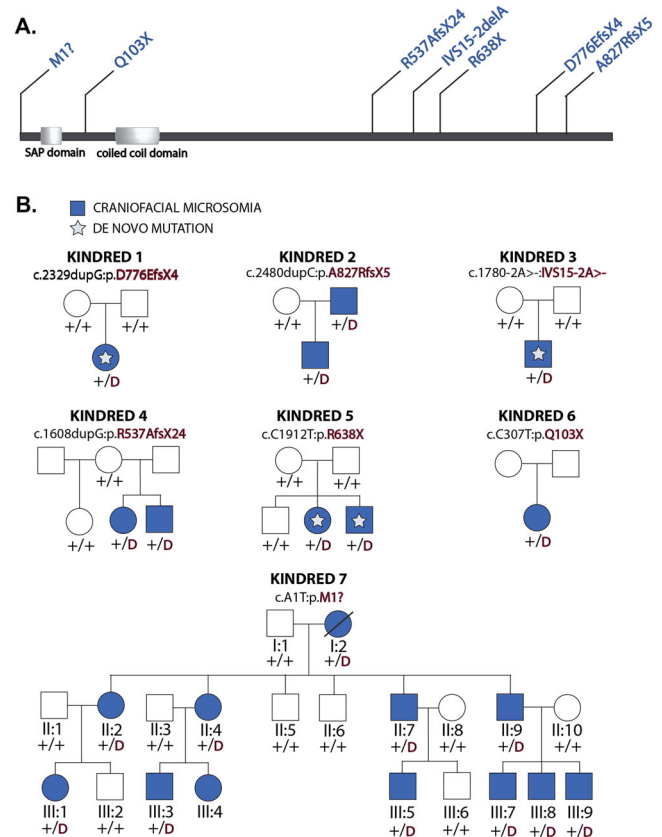 A.
M1?
Q103X
R537AfsX24
IVS15-2delA
R638X
D776EfsX4
A827RfsX5
SAP domain
coiled coil domain
B.
CRANIOFACIAL MICROSOMIA
DE NOVO MUTATION
KINDRED 1
c.2329dupG:p.D776EfsX4
+/+ +/+
+/D
KINDRED 2
c.2480dupC:p.A827RfsX5
+/+ +/D
+/D
KINDRED 3
c.1780-2A>-:IVS15-2A>-
+/+ +/+
+/D
KINDRED 4
c.1608dupG:p.R537AfsX24
+/+
+/+ +/D +/D
KINDRED 5
c.C1912T:p.R638X
+/+ +/+
+/+ +/D +/D
KINDRED 6
c.C307T:p.Q103X
+/D
KINDRED 7
c.A1T:p.M1?
I:1 I:2
+/+ +/D
II:1 II:2 II:3 II:4 II:5 II:6 II:7 II:8 II:9 II:10
+/+ +/D +/+ +/D +/+ +/+ +/D +/+ +/D +/+
III:1 III:2 III:3 III:4 III:5 III:6 III:7 III:8 III:9
+/D +/+ +/D +/D +/+ +/D +/D +/D